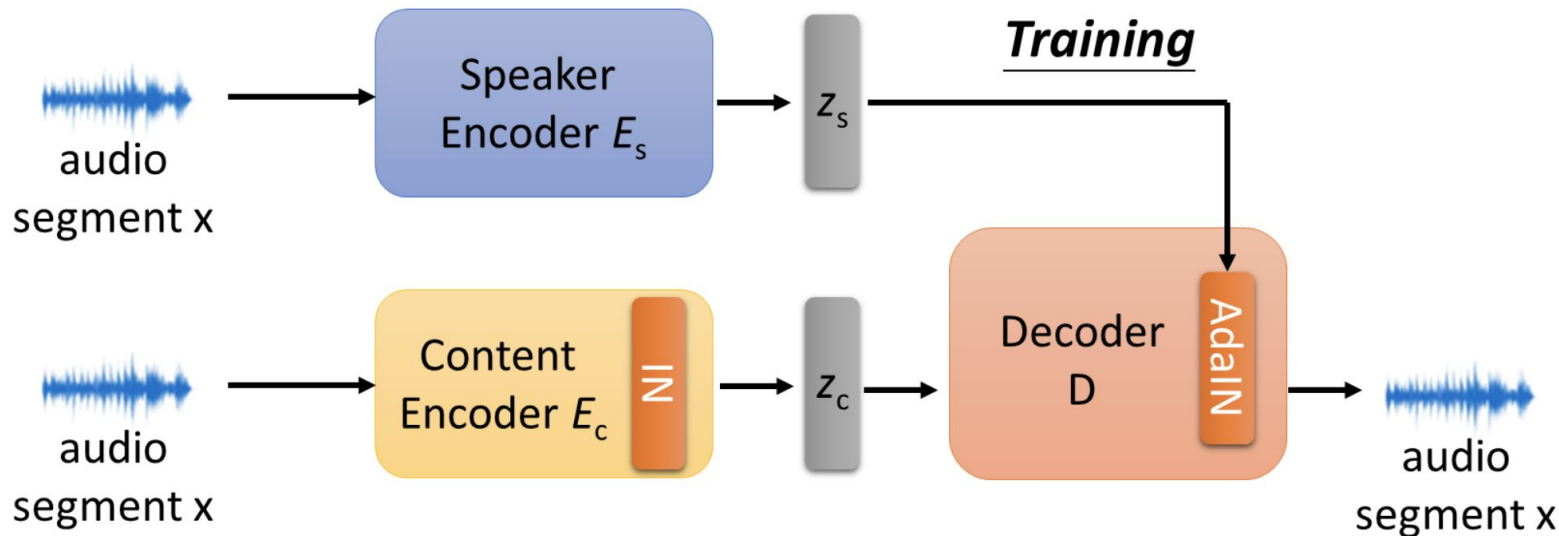 Training
audio
segment x
Speaker
Encoder Es
zs
audio
segment x
Content
Encoder Ec
IN
zc
Decoder
D
AdaIN
audio
segment x